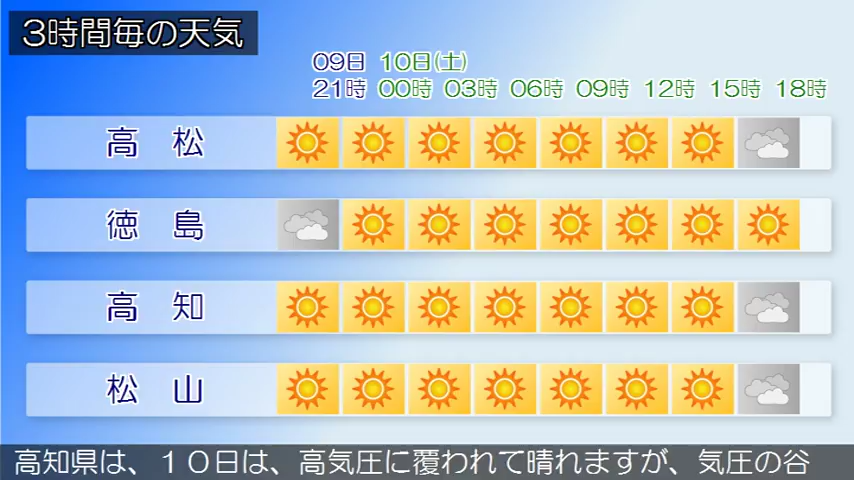 3時間毎の天気
09日 10日(土)
21時 00時 03時 06時 09時 12時 15時 18時
高松
徳島
高知
松山
高知県は、１０日は、高気圧に覆われて晴れますが、気圧の谷